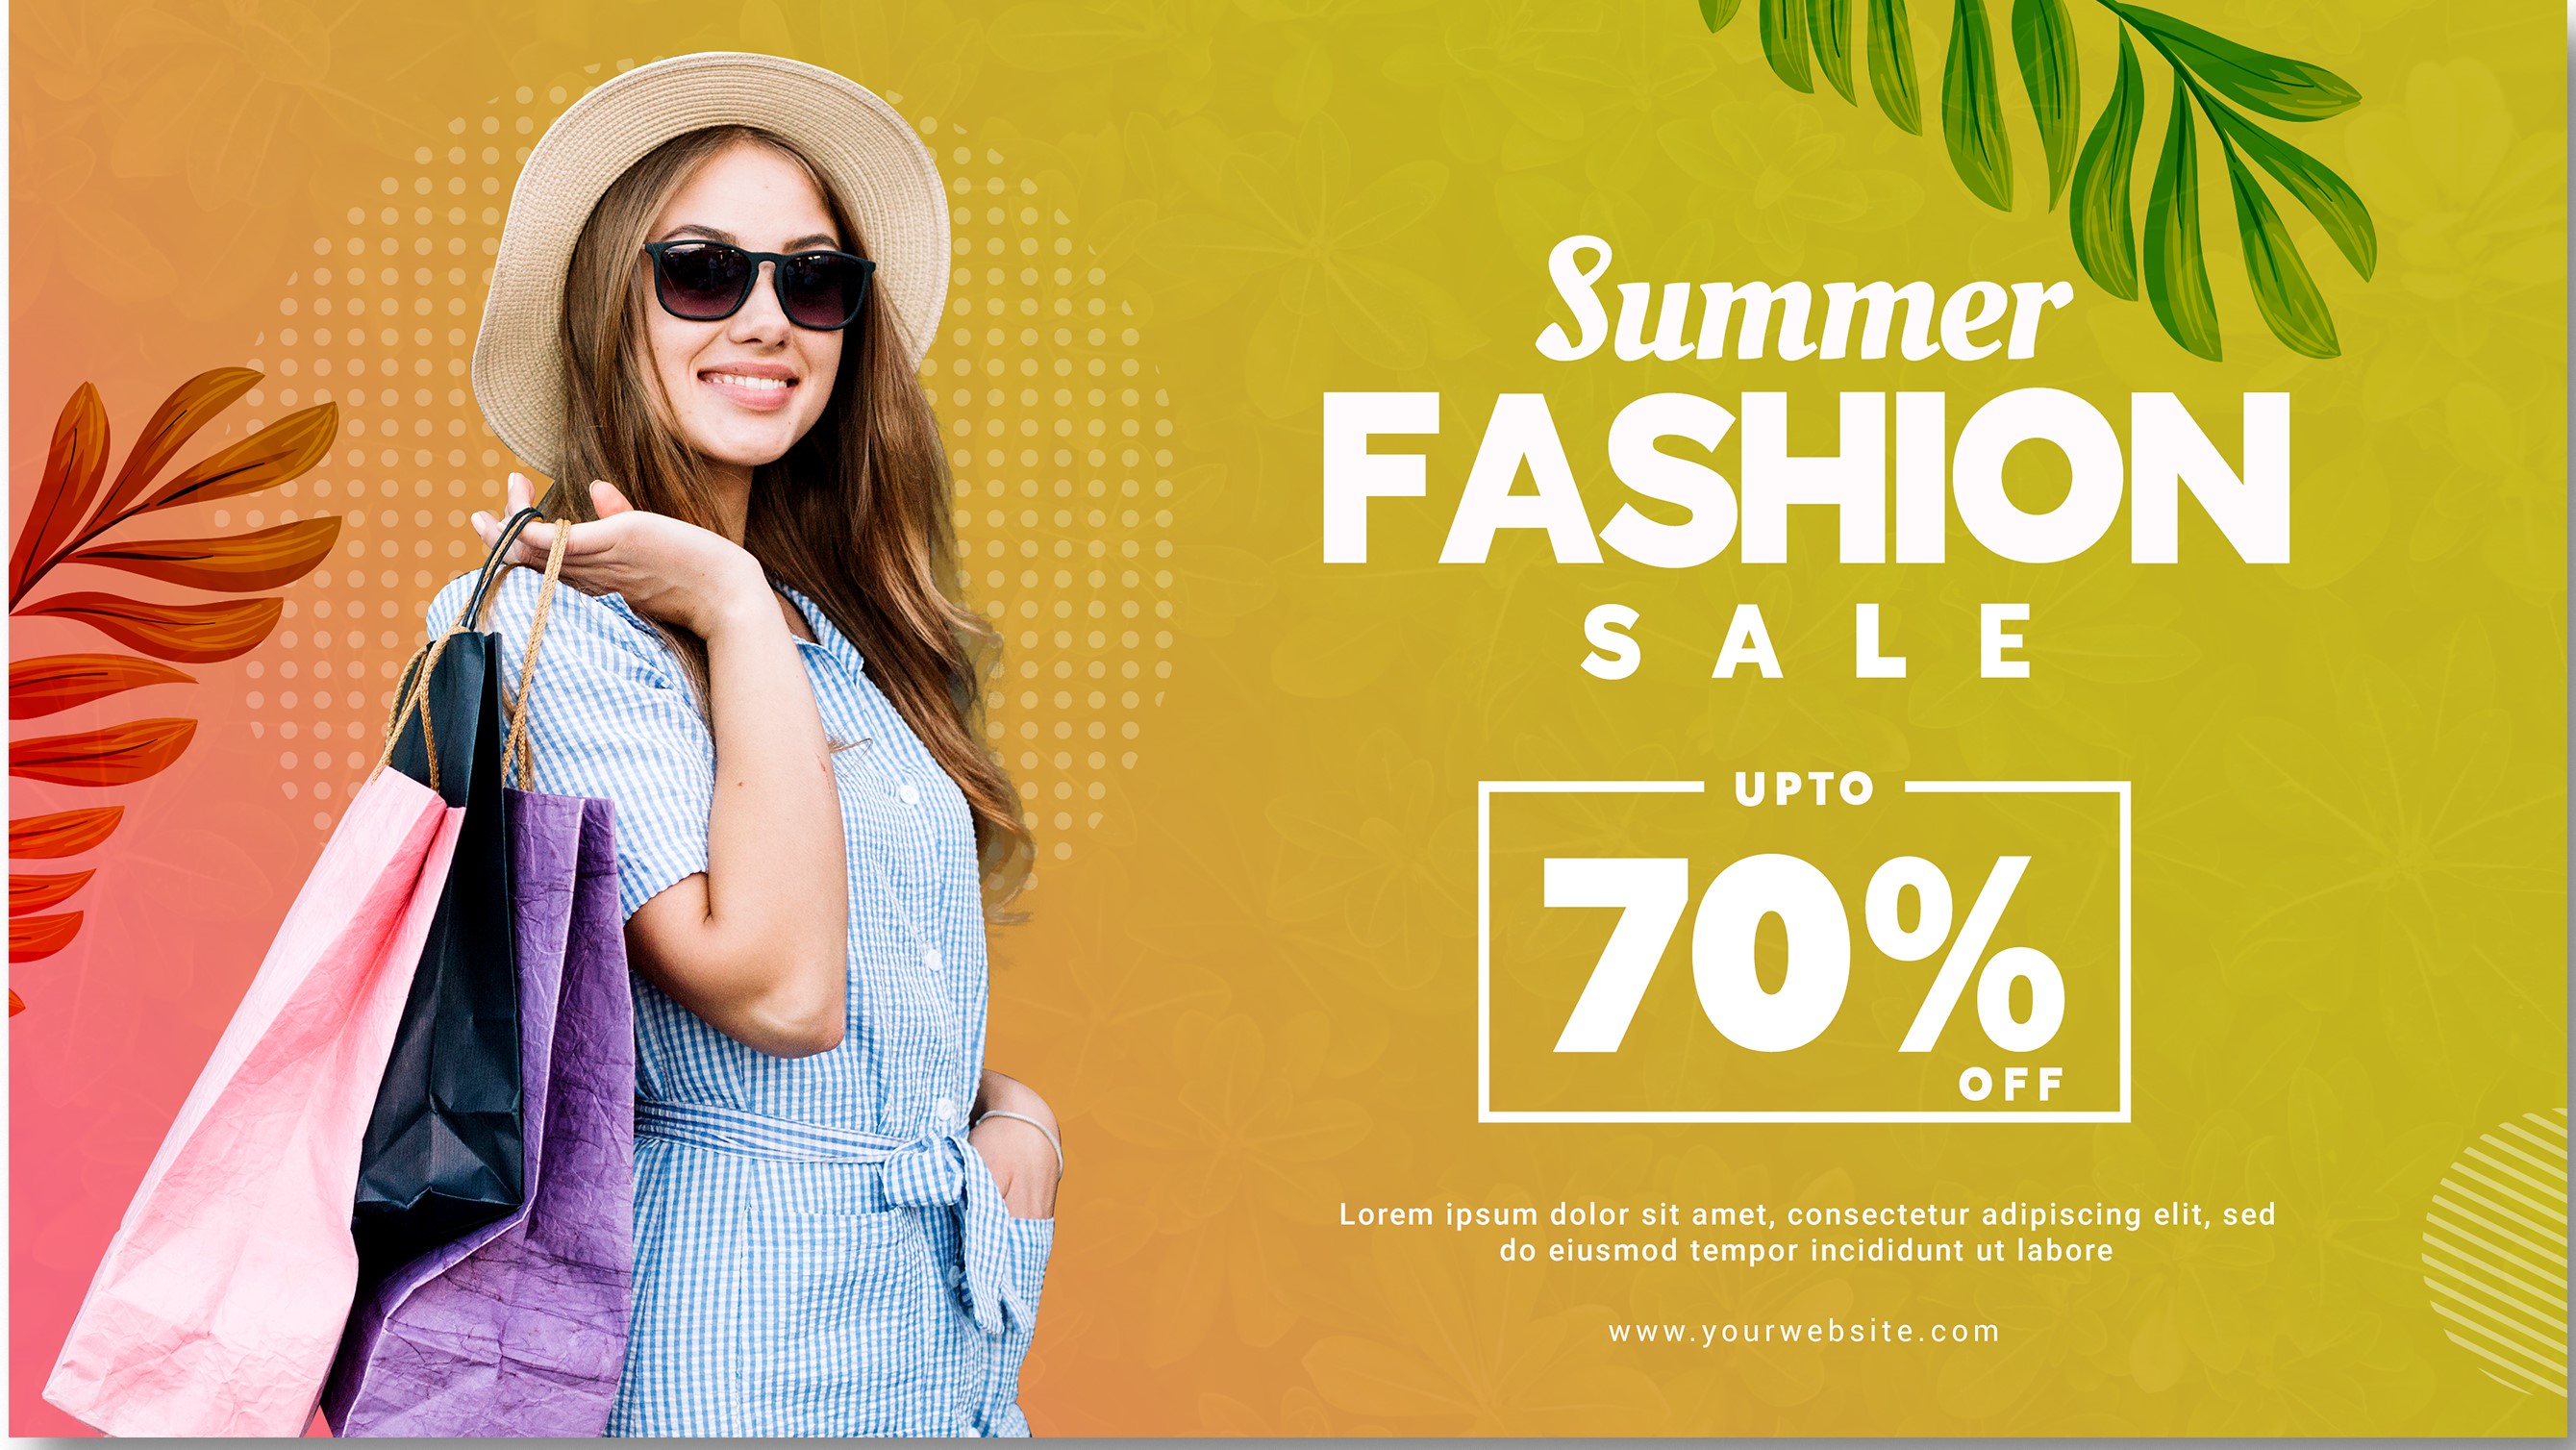 Summer
FASHION
SALE
UPTO
70%
OFF
Lorem ipsum dolor sit amet, consectetur adipiscing elit, sed
do eiusmod tempor incididunt ut labore
www.yourwebsite.com